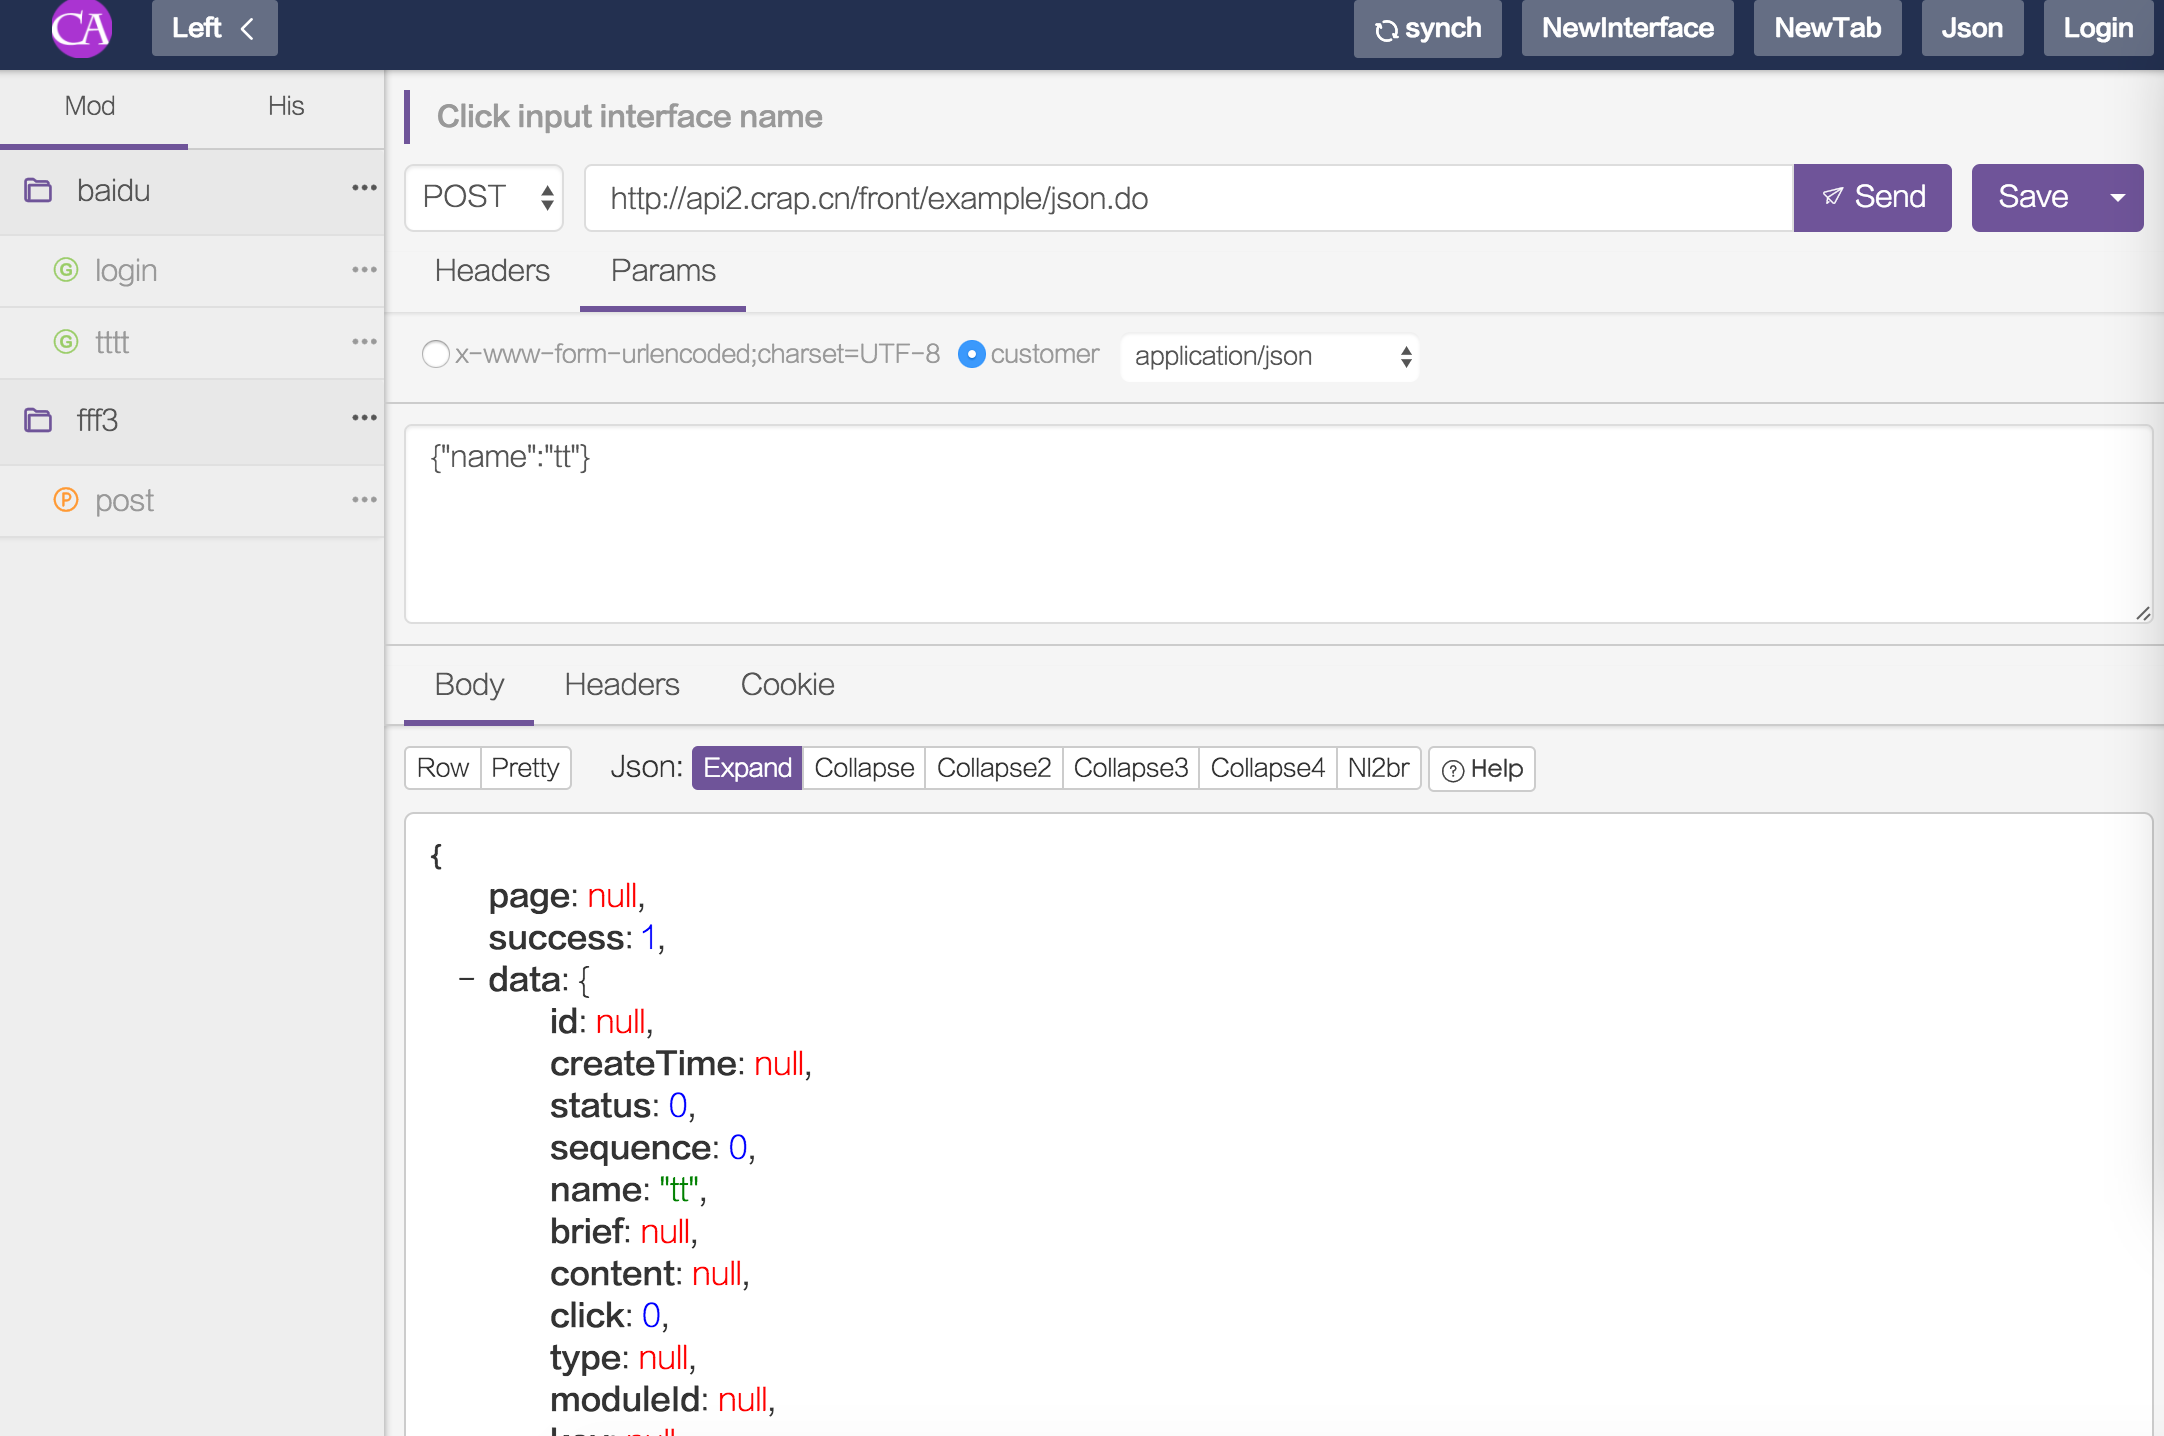 CA
Left
synch
NewInterface
NewTab
Json
Login
Mod
His
baidu
G login
G tttt
fff3
P post
Click input interface name
POST
http://api2.crap.cn/front/example/json.do
Send
Save
Headers
Params
x-www-form-urlencoded;charset=UTF-8
customer
application/json
{"name":"tt"}
Body
Headers
Cookie
Row
Pretty
Json:
Expand
Collapse
Collapse2
Collapse3
Collapse4
Nl2br
Help
{
page: null,
success: 1,
− data: {
id: null,
createTime: null,
status: 0,
sequence: 0,
name: "tt",
brief: null,
content: null,
click: 0,
type: null,
moduleId: null,